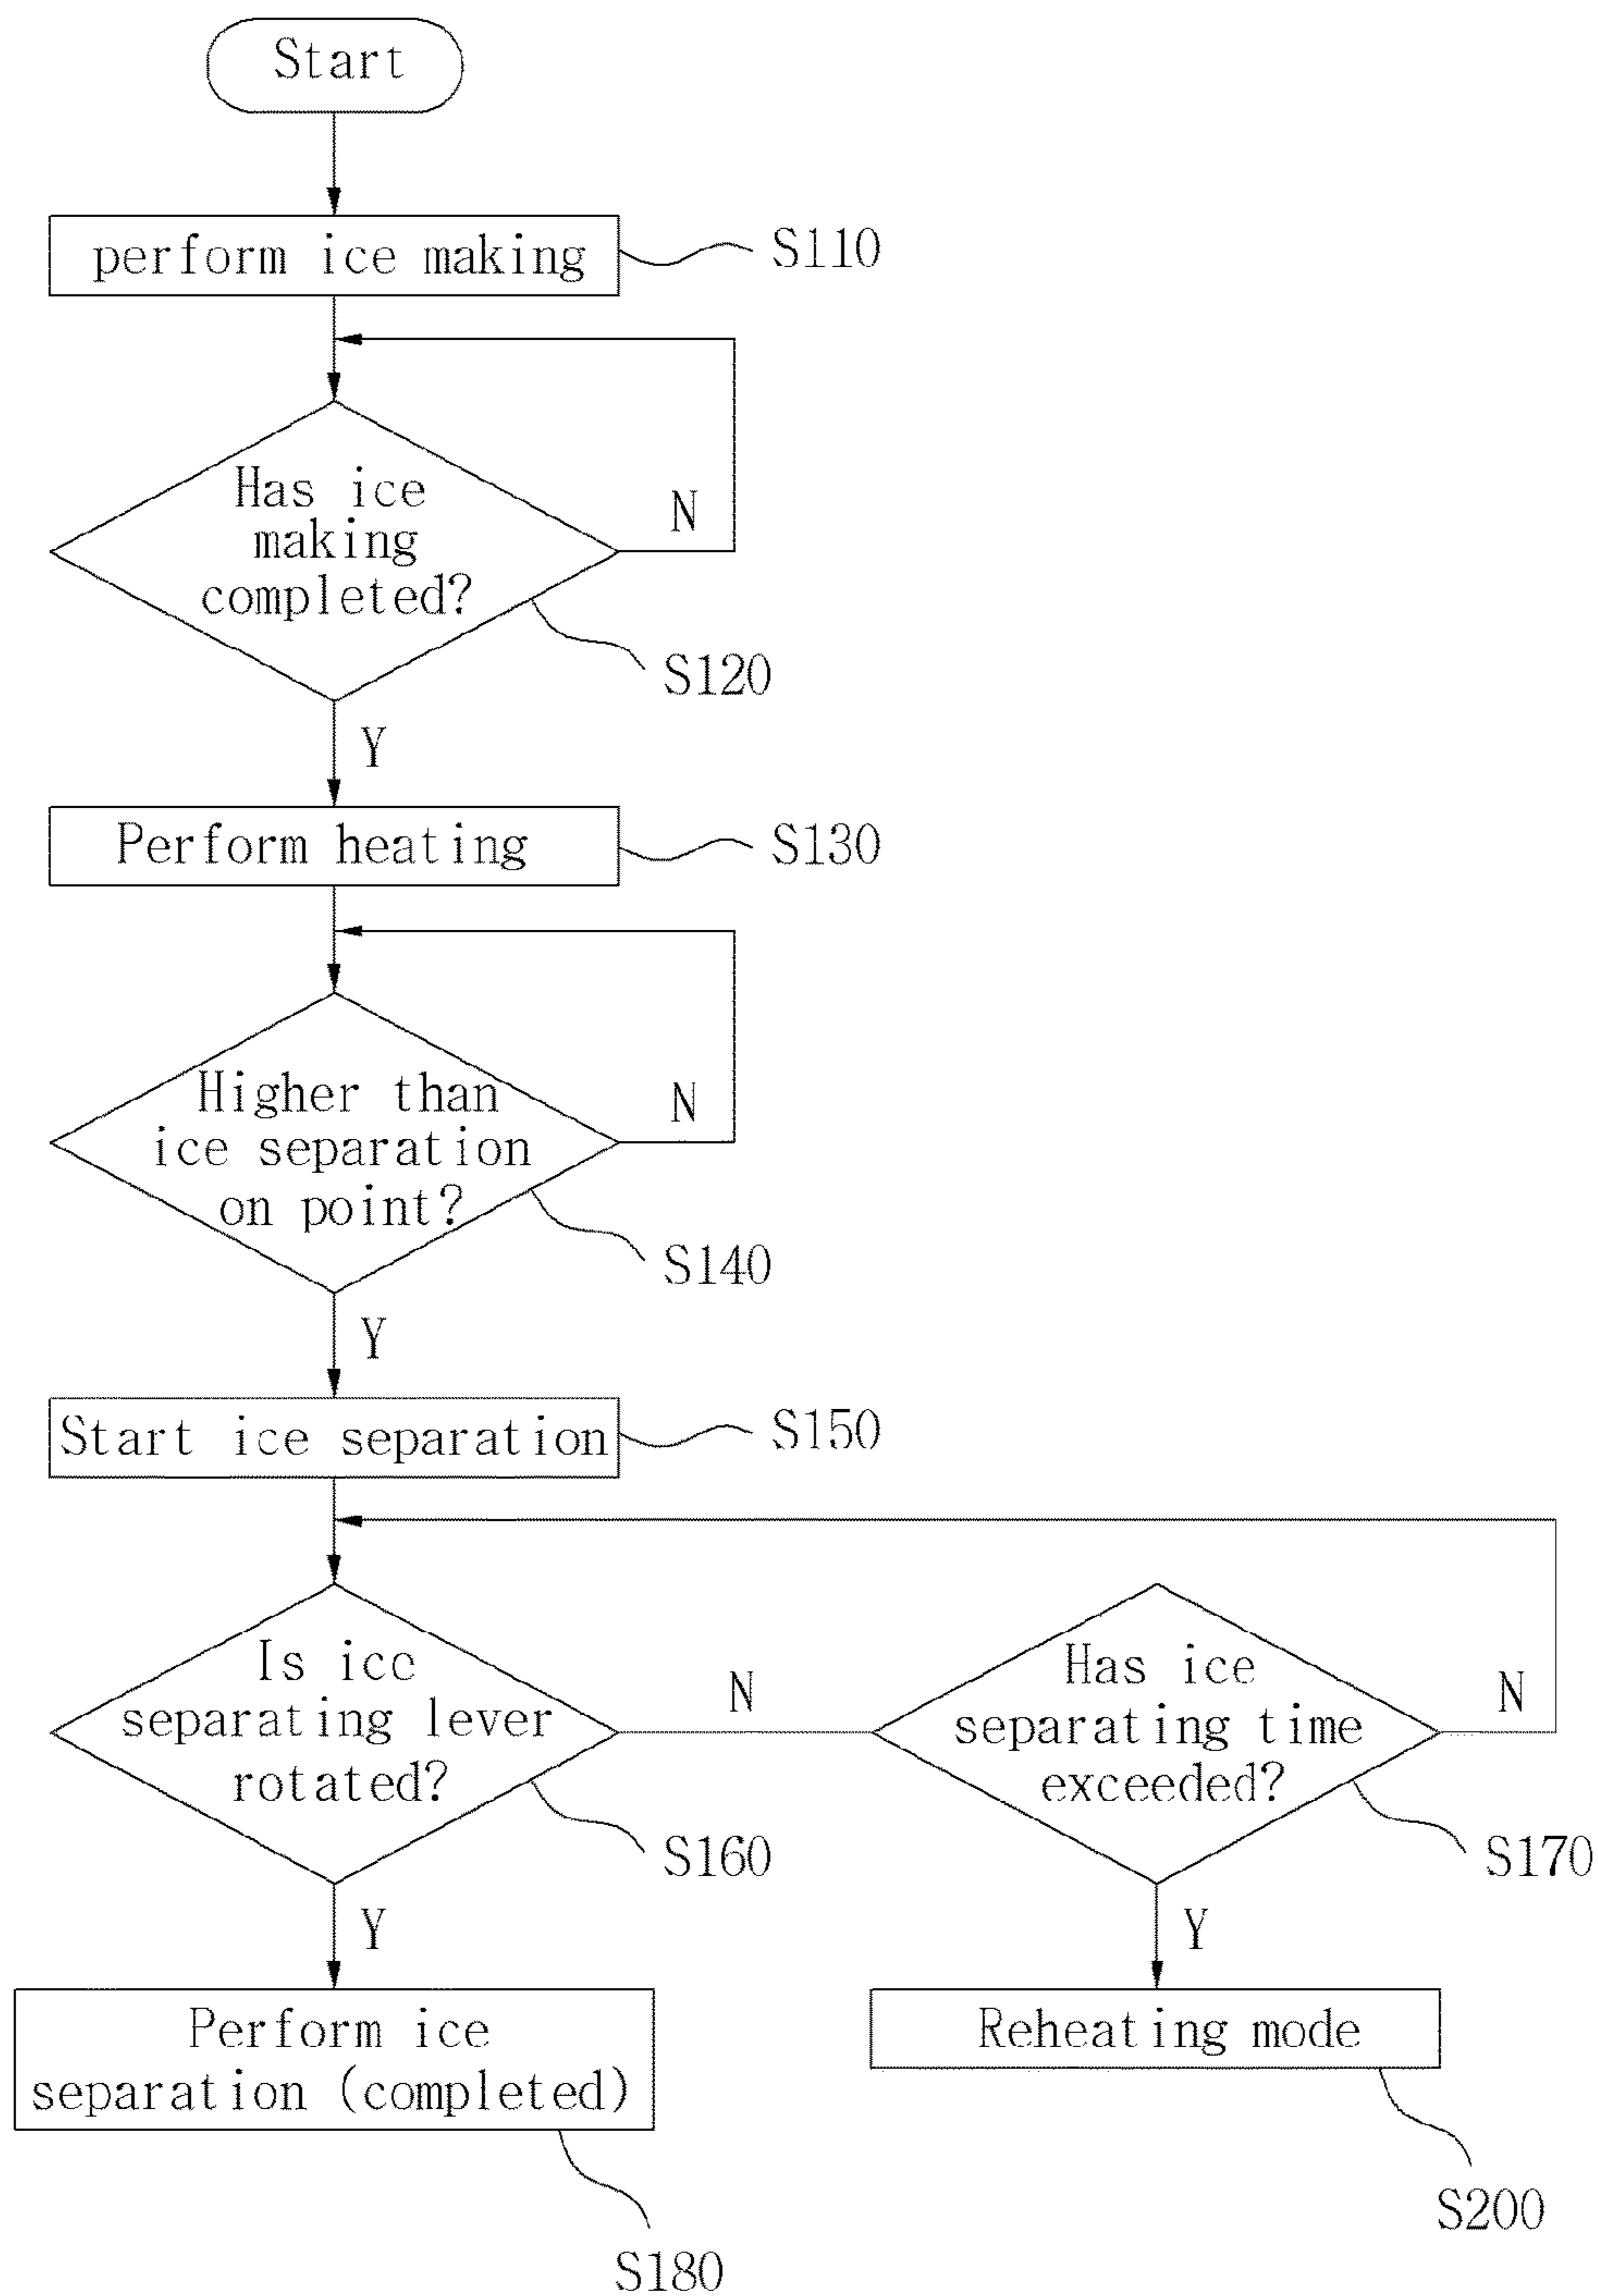 Start
perform ice making
S110
Has ice
making
completed?
N
S120
Y
Perform heating
S130
Higher than
ice separation
on point?
N
S140
Y
Start ice separation
S150
Is ice
separating lever
rotated?
N
S160
Has ice
separating time
exceeded?
N
S170
Y
Y
Perform ice
separation (completed)
S180
Reheating mode
S200